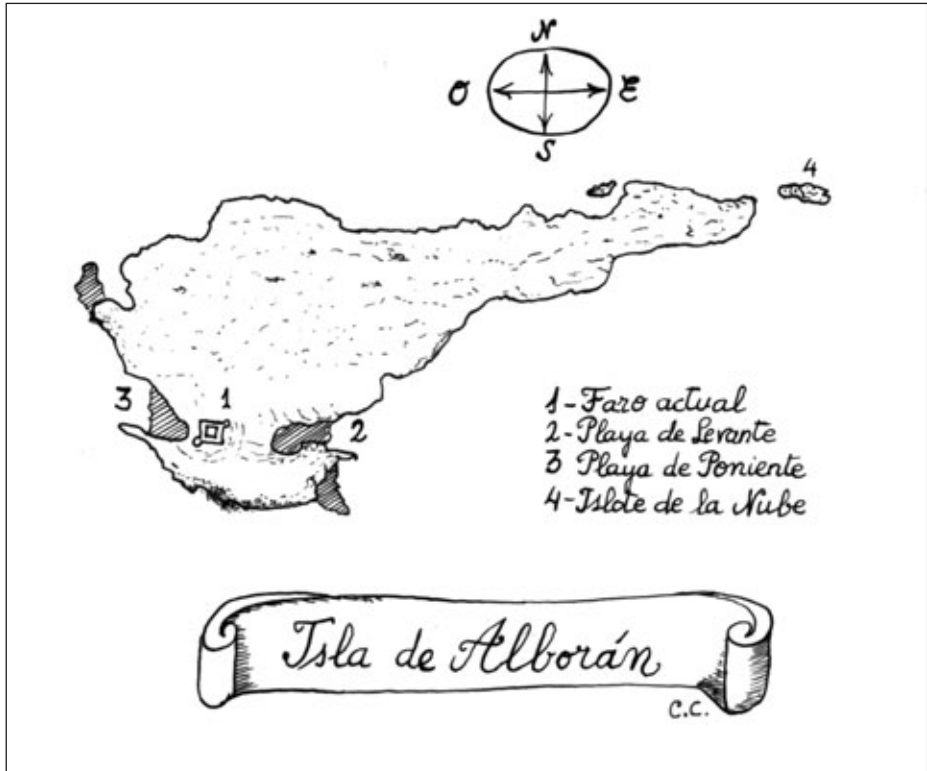 N
O E
S
4
3 1
2
1-Faro actual
2-Playa de Levante
3 Playa de Poniente
4-Islote de la Nube
Isla de Alborán
C.C.